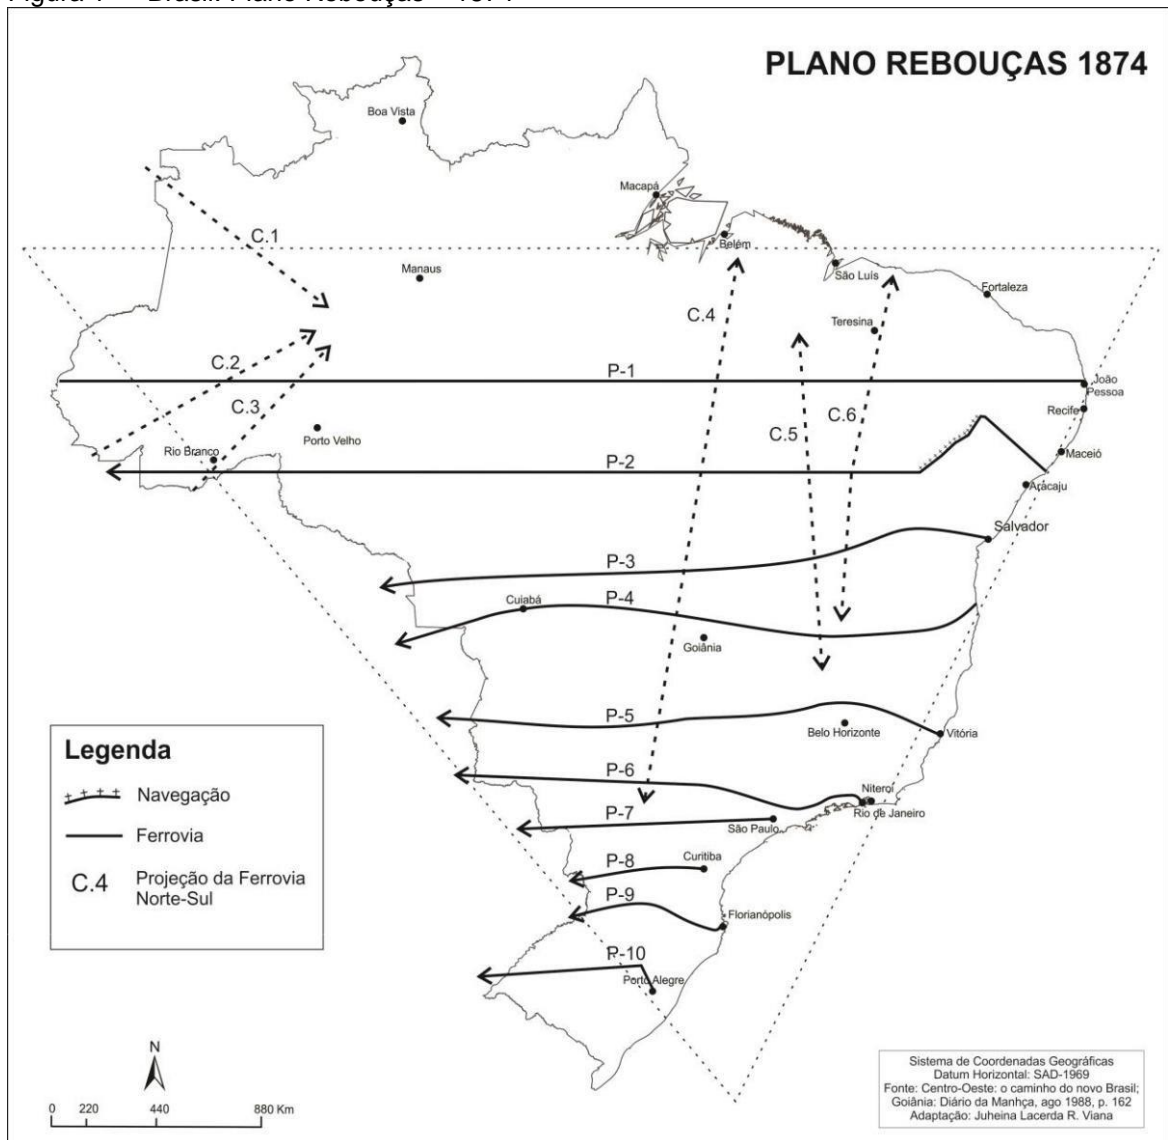 Figura 1 – Brasil: Plano Rebouças – 1874
PLANO REBOUÇAS 1874
Boa Vista
Macapá
C.1
Belém
Manaus
São Luís
Fortaleza
C.4
Teresina
C.2
P-1
João
Pessoa
C.3
C.6
Recife
C.5
Porto Velho
Rio Branco
Maceió
P-2
Aracaju
Salvador
P-3
Cuiabá
P-4
Goiânia
P-5
Belo Horizonte
Vitória
P-6
Niteroí
Rio de Janeiro
P-7
São Paulo
P-8
Curitiba
P-9
Florianópolis
P-10
Porto Alegre
Legenda
Navegação
Ferrovia
C.4
Projeção da Ferrovia
Norte-Sul
N
0 220 440 880 Km
Sistema de Coordenadas Geográficas
Datum Horizontal: SAD-1969
Fonte: Centro-Oeste: o caminho do novo Brasil;
Goiânia: Diário da Manhça, ago 1988, p. 162
Adaptação: Juheina Lacerda R. Viana